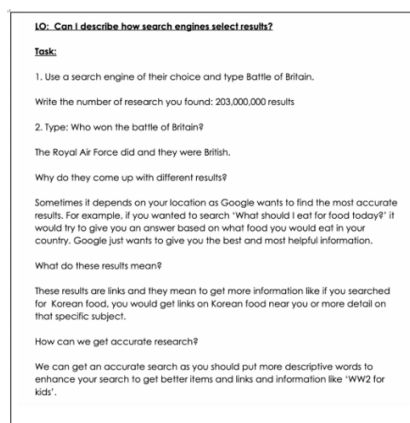 LO: Can I describe how search engines select results?
Task:
1. Use a search engine of their choice and type Battle of Britain.
Write the number of research you found: 203,000,000 results
2. Type: Who won the battle of Britain?
The Royal Air Force did and they were British.
Why do they come up with different results?
Sometimes it depends on your location as Google wants to find the most accurate
results. For example, if you wanted to search 'What should I eat for food today?' it
would try to give you an answer based on what food you would eat in your
country. Google just wants to give you the best and most helpful information.
What do these results mean?
These results are links and they mean to get more information like if you searched
for Korean food, you would get links on Korean food near you or more detail on
that specific subject.
How can we get accurate research?
We can get an accurate search as you should put more descriptive words to
enhance your search to get better items and links and information like 'WW2 for
kids'.